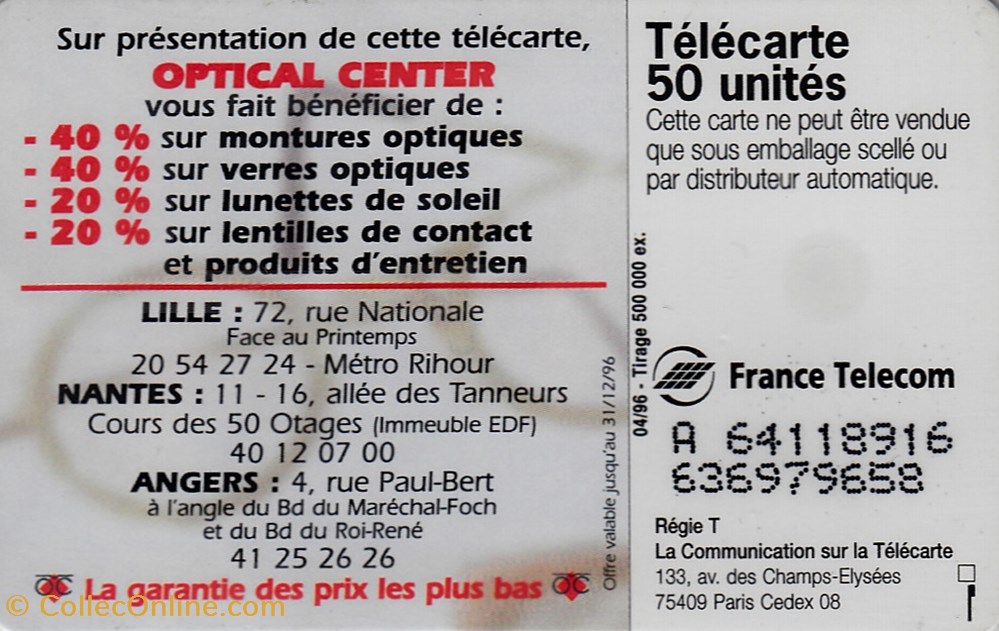 Sur présentation de cette télécarte,
OPTICAL CENTER
vous fait bénéficier de :
- 40 % sur montures optiques
- 40 % sur verres optiques
- 20 % sur lunettes de soleil
- 20 % sur lentilles de contact
et produits d'entretien
LILLE : 72, rue Nationale
Face au Printemps
20 54 27 24 - Métro Rihour
NANTES : 11 - 16, allée des Tanneurs
Cours des 50 Otages (Immeuble EDF)
40 12 07 00
ANGERS : 4, rue Paul-Bert
à l'angle du Bd du Maréchal-Foch
et du Bd du Roi-René
41 25 26 26
La garantie des prix les plus bas
Offre valable jusqu'au 31/12/96
04/96 - Tirage 500 000 ex.
Télécarte
50 unités
Cette carte ne peut être vendue
que sous emballage scellé ou
par distributeur automatique.
France Telecom
A 64118916
636979658
Régie T
La Communication sur la Télécarte
133, av. des Champs-Elysées
75409 Paris Cedex 08
© CollecOnline.com